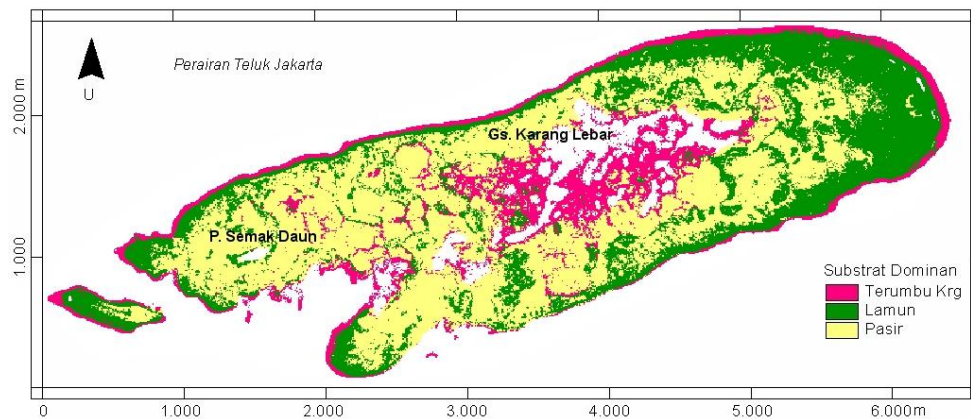 Perairan Teluk Jakarta
U
Gs. Karang Lebar
P. Semak Daun
2.000 m
1.000
Substrat Dominan
Terumbu Krg
Lamun
Pasir
0
1.000
2.000
3.000
4.000
5.000
6.000 m